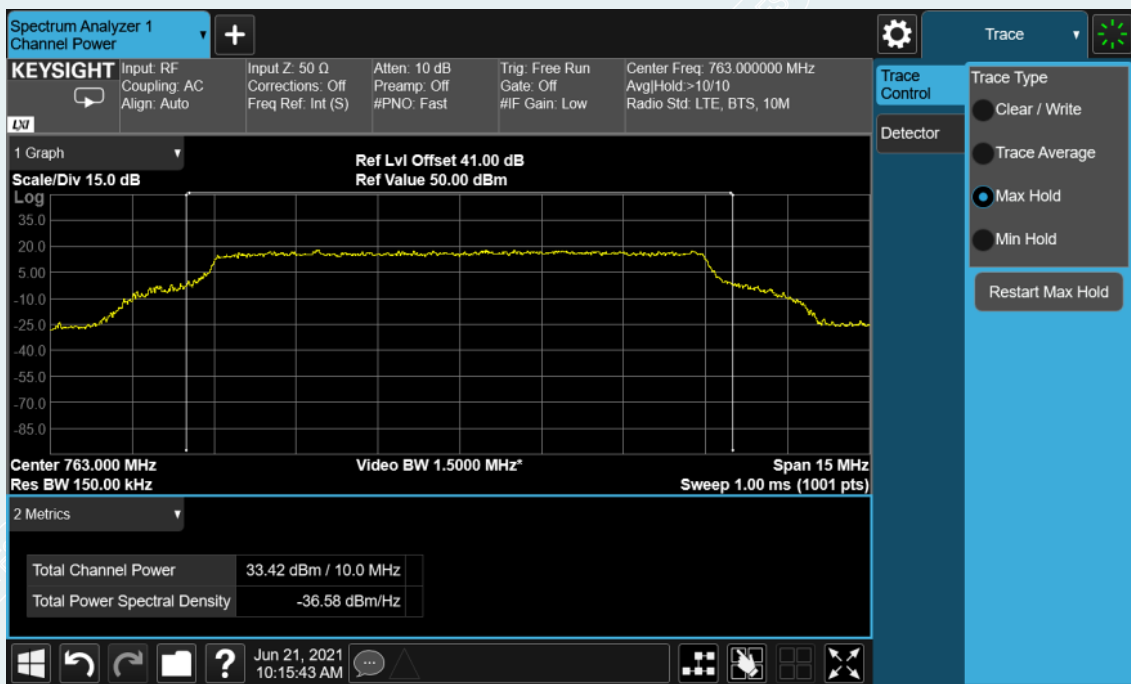 Spectrum Analyzer 1
Channel Power
Trace
KEYSIGHT
LXI
Input: RF
Coupling: AC
Align: Auto
Input Z: 50 Ω
Corrections: Off
Freq Ref: Int (S)
Atten: 10 dB
Preamp: Off
#PNO: Fast
Trig: Free Run
Gate: Off
#IF Gain: Low
Center Freq: 763.000000 MHz
Avg|Hold:>10/10
Radio Std: LTE, BTS, 10M
Trace
Control
Detector
Trace Type
Clear / Write
Trace Average
Max Hold
Min Hold
Restart Max Hold
1 Graph
Scale/Div 15.0 dB
Ref Lvl Offset 41.00 dB
Ref Value 50.00 dBm
Log
35.0
20.0
5.00
-10.0
-25.0
-40.0
-55.0
-70.0
-85.0
Center 763.000 MHz
Res BW 150.00 kHz
Video BW 1.5000 MHz*
Span 15 MHz
Sweep 1.00 ms (1001 pts)
2 Metrics
Total Channel Power 33.42 dBm / 10.0 MHz
Total Power Spectral Density -36.58 dBm/Hz
?
Jun 21, 2021
10:15:43 AM